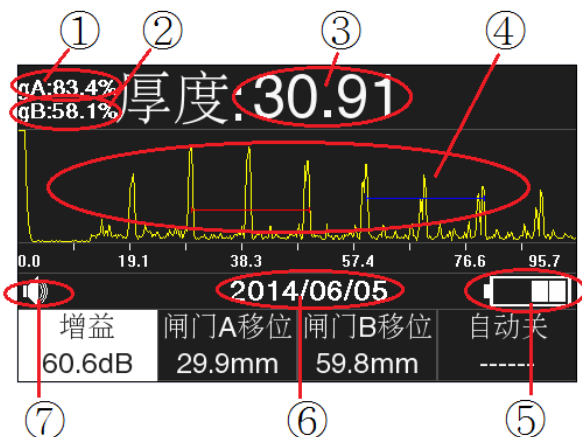 ① ② ③ ④
gA:83.4%
gB:58.1%
厚度:30.91
0.0 19.1 38.3 57.4 76.6 95.7
2014/06/05
增益 闸门A移位 闸门B移位 自动关
60.6dB 29.9mm 59.8mm ------
⑦ ⑥ ⑤